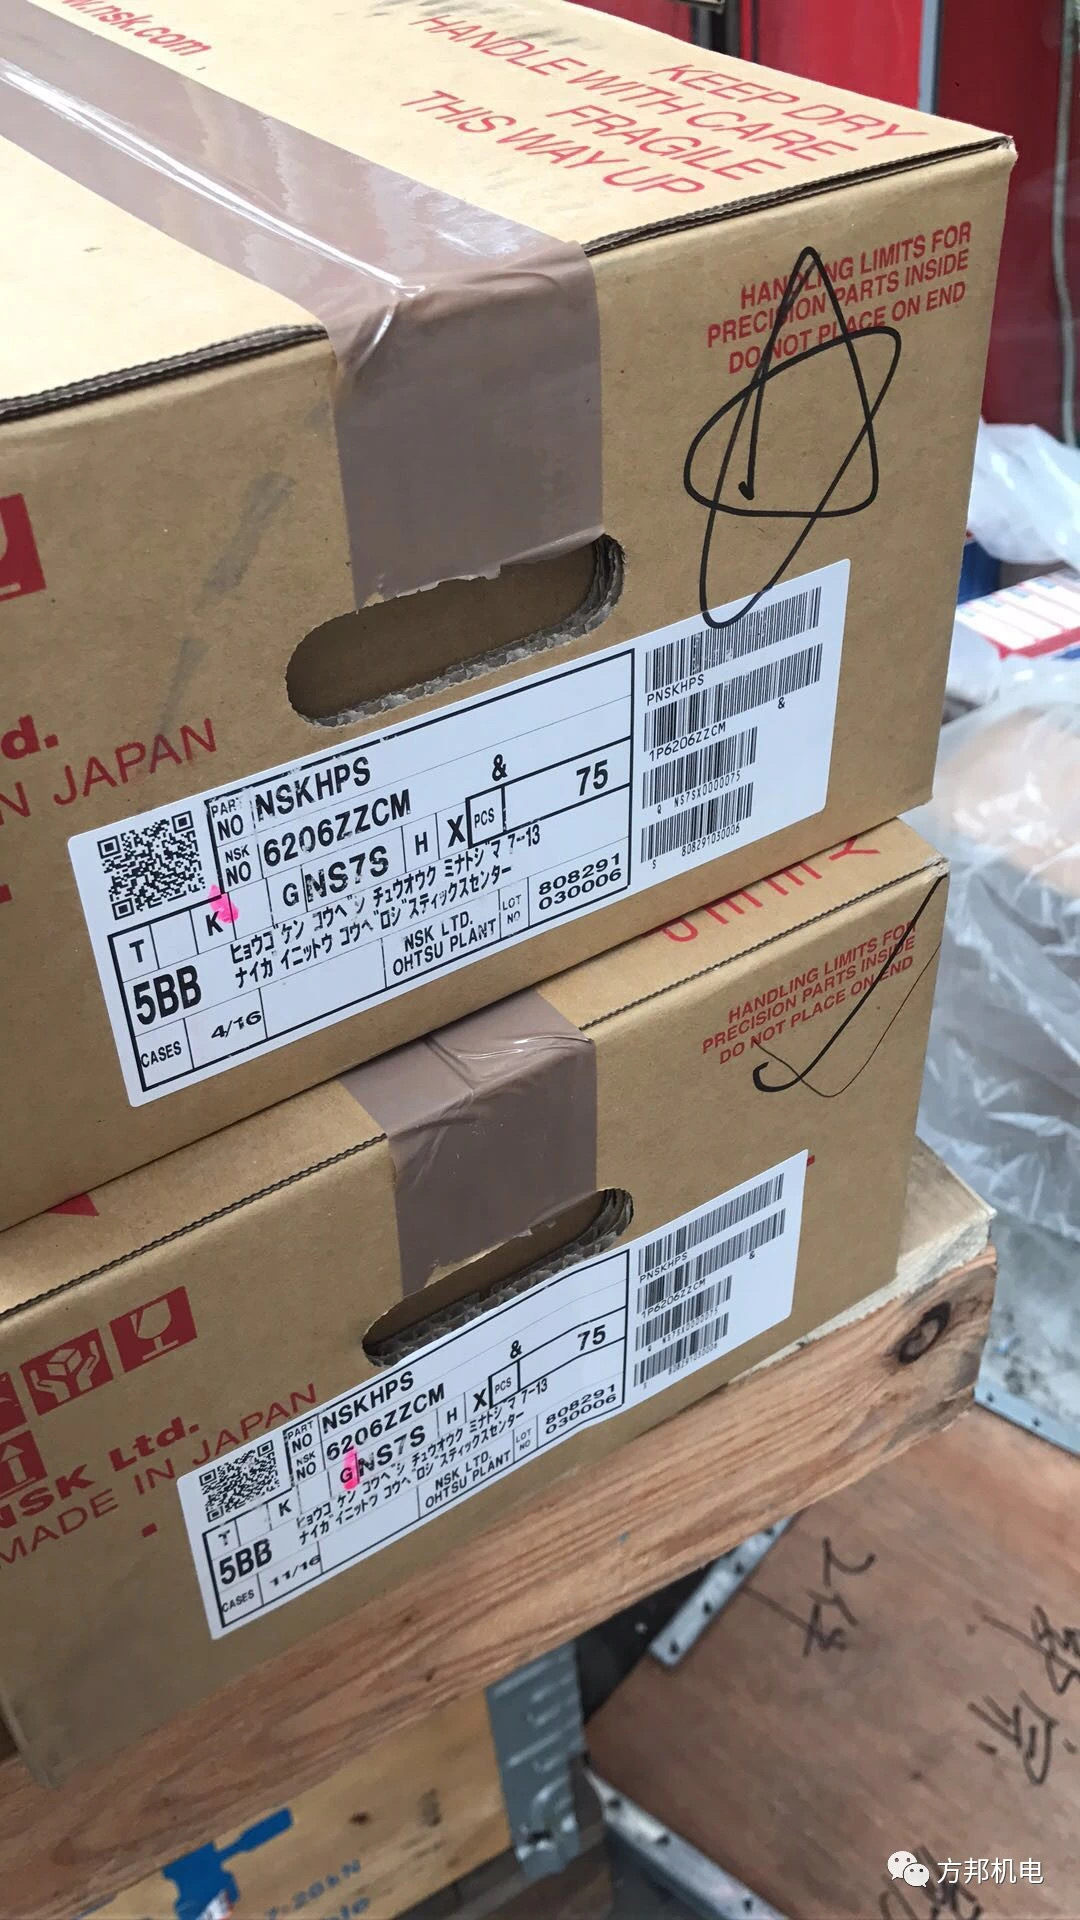 w.nsk.com
KEEP DRY
HANDLE WITH CARE
FRAGILE
THIS WAY UP
HANDLING LIMITS FOR
PRECISION PARTS INSIDE
DO NOT PLACE ON END
d.
N JAPAN
PART NO NSKHPS &
NSK NO 6206ZZCM H X PCS 75
T K G NS7S
5BB
ヒョウゴケン コウベシ チュウオウク ミナトジマ 7-13
ナイガイニットウ コウベロジスティックスセンター
CASES 4/16
NSK LTD.
OHTSU PLANT
LOT NO 808291
030006
PNSKHPS &
1P6206ZZCM
Q NS7SX0000075
S 808291030006
HANDLING LIMITS FOR
PRECISION PARTS INSIDE
DO NOT PLACE ON END
NSK Ltd.
MADE IN JAPAN
PART NO NSKHPS &
NSK NO 6206ZZCM H X PCS 75
T K G NS7S
5BB
ヒョウゴケン コウベシ チュウオウク ミナトジマ 7-13
ナイガイニットウ コウベロジスティックスセンター
CASES 11/16
NSK LTD.
OHTSU PLANT
LOT NO 808291
030006
PNSKHPS &
1P6206ZZCM
Q NS7SX0000075
S 808291030006
方邦机电